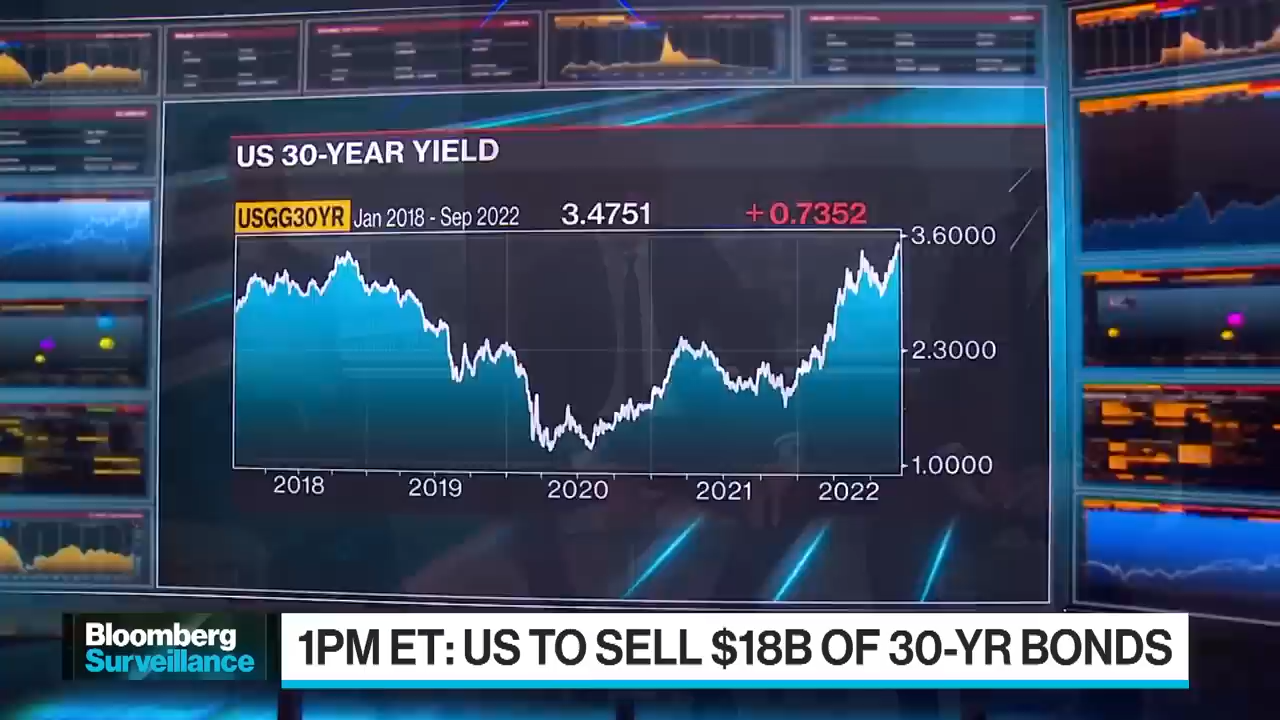 US 30-YEAR YIELD
USGG30YR Jan 2018 - Sep 2022 3.4751 +0.7352
3.6000
2.3000
1.0000
2018 2019 2020 2021 2022
Bloomberg
Surveillance
1PM ET: US TO SELL $18B OF 30-YR BONDS